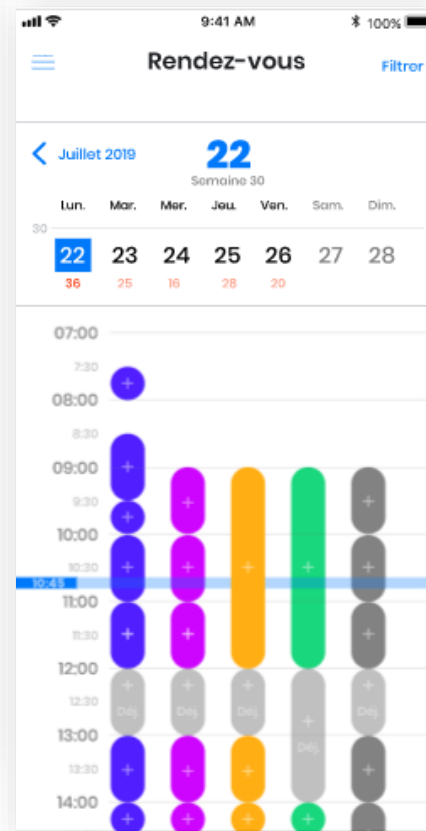 9:41 AM 100%
Rendez-vous Filtrer
Juillet 2019 22
Semaine 30
Lun. Mar. Mer. Jeu. Ven. Sam. Dim.
30
22 23 24 25 26 27 28
36 25 16 28 20
07:00
7:30
08:00
8:30
09:00
9:30
10:00
10:30
10:45
11:00
11:30
12:00
12:30
Déj. Déj. Déj. Déj.
13:00
Déj.
13:30
14:00